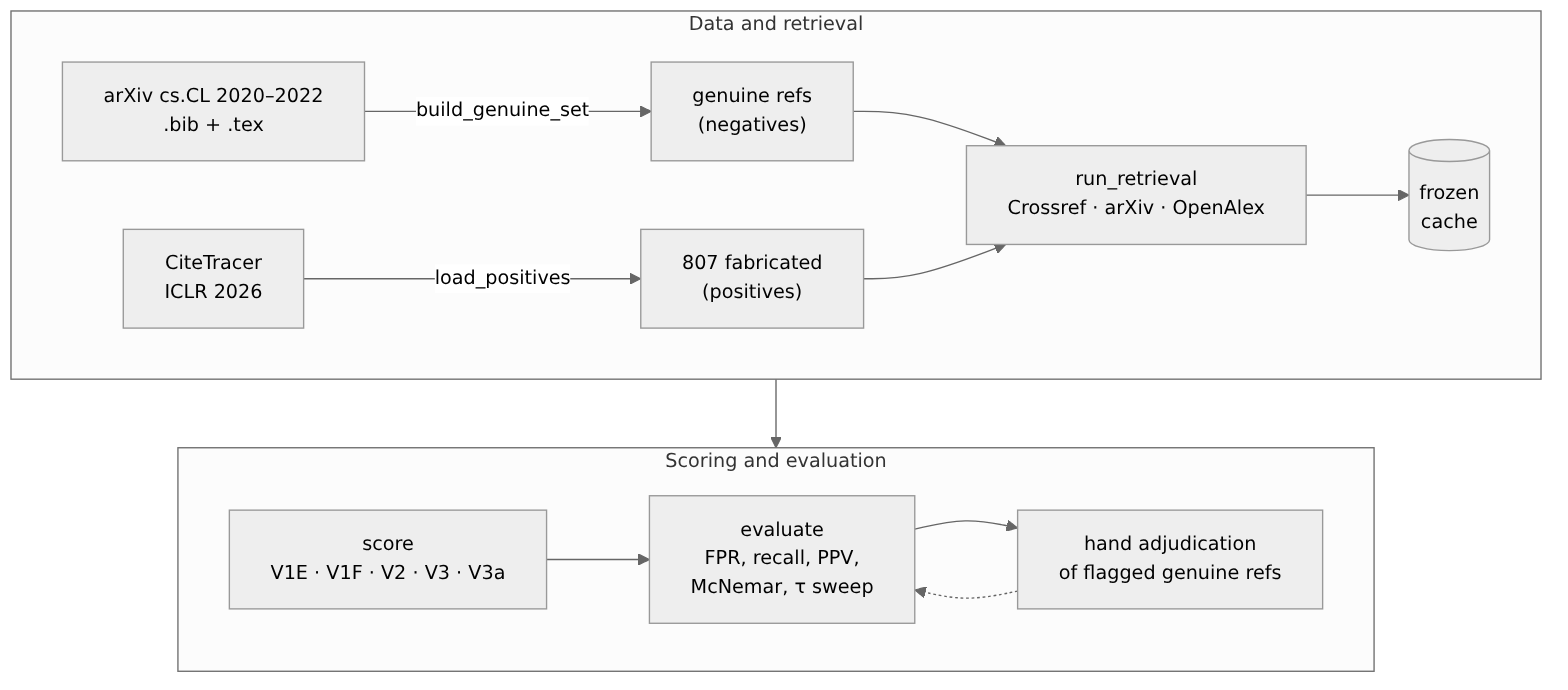 Data and retrieval
arXiv cs.CL 2020–2022
.bib + .tex
build_genuine_set
genuine refs
(negatives)
run_retrieval
Crossref · arXiv · OpenAlex
frozen
cache
CiteTracer
ICLR 2026
load_positives
807 fabricated
(positives)
Scoring and evaluation
score
V1E · V1F · V2 · V3 · V3a
evaluate
FPR, recall, PPV,
McNemar, τ sweep
hand adjudication
of flagged genuine refs